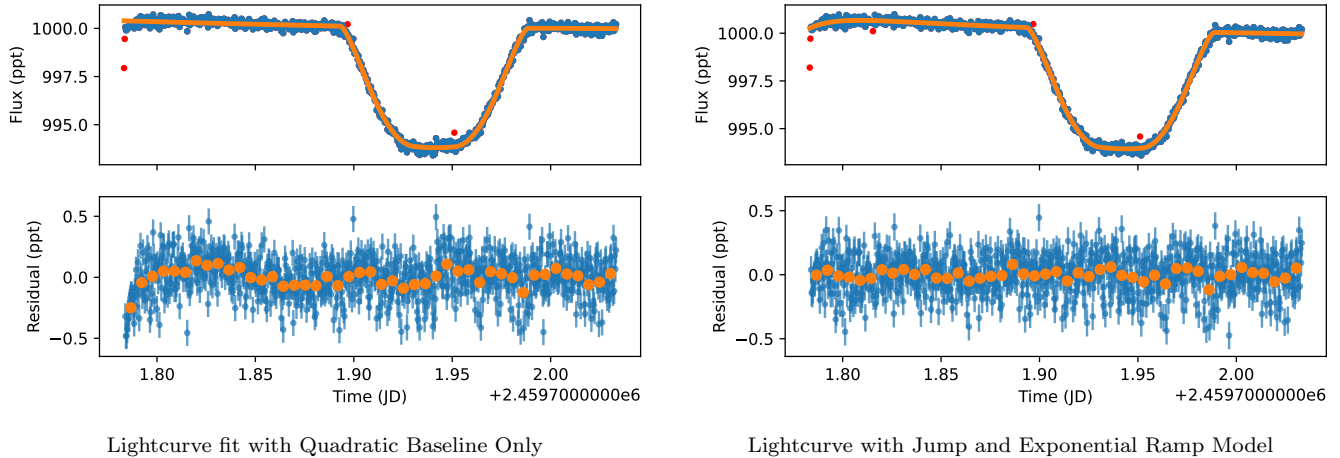 1000.0
997.5
995.0
Flux (ppt)
0.5
0.0
−0.5
Residual (ppt)
1.80
1.85
1.90
1.95
2.00
Time (JD)
+2.4597000000e6
Lightcurve fit with Quadratic Baseline Only
1000.0
997.5
995.0
Flux (ppt)
0.5
0.0
−0.5
Residual (ppt)
1.80
1.85
1.90
1.95
2.00
Time (JD)
+2.4597000000e6
Lightcurve with Jump and Exponential Ramp Model